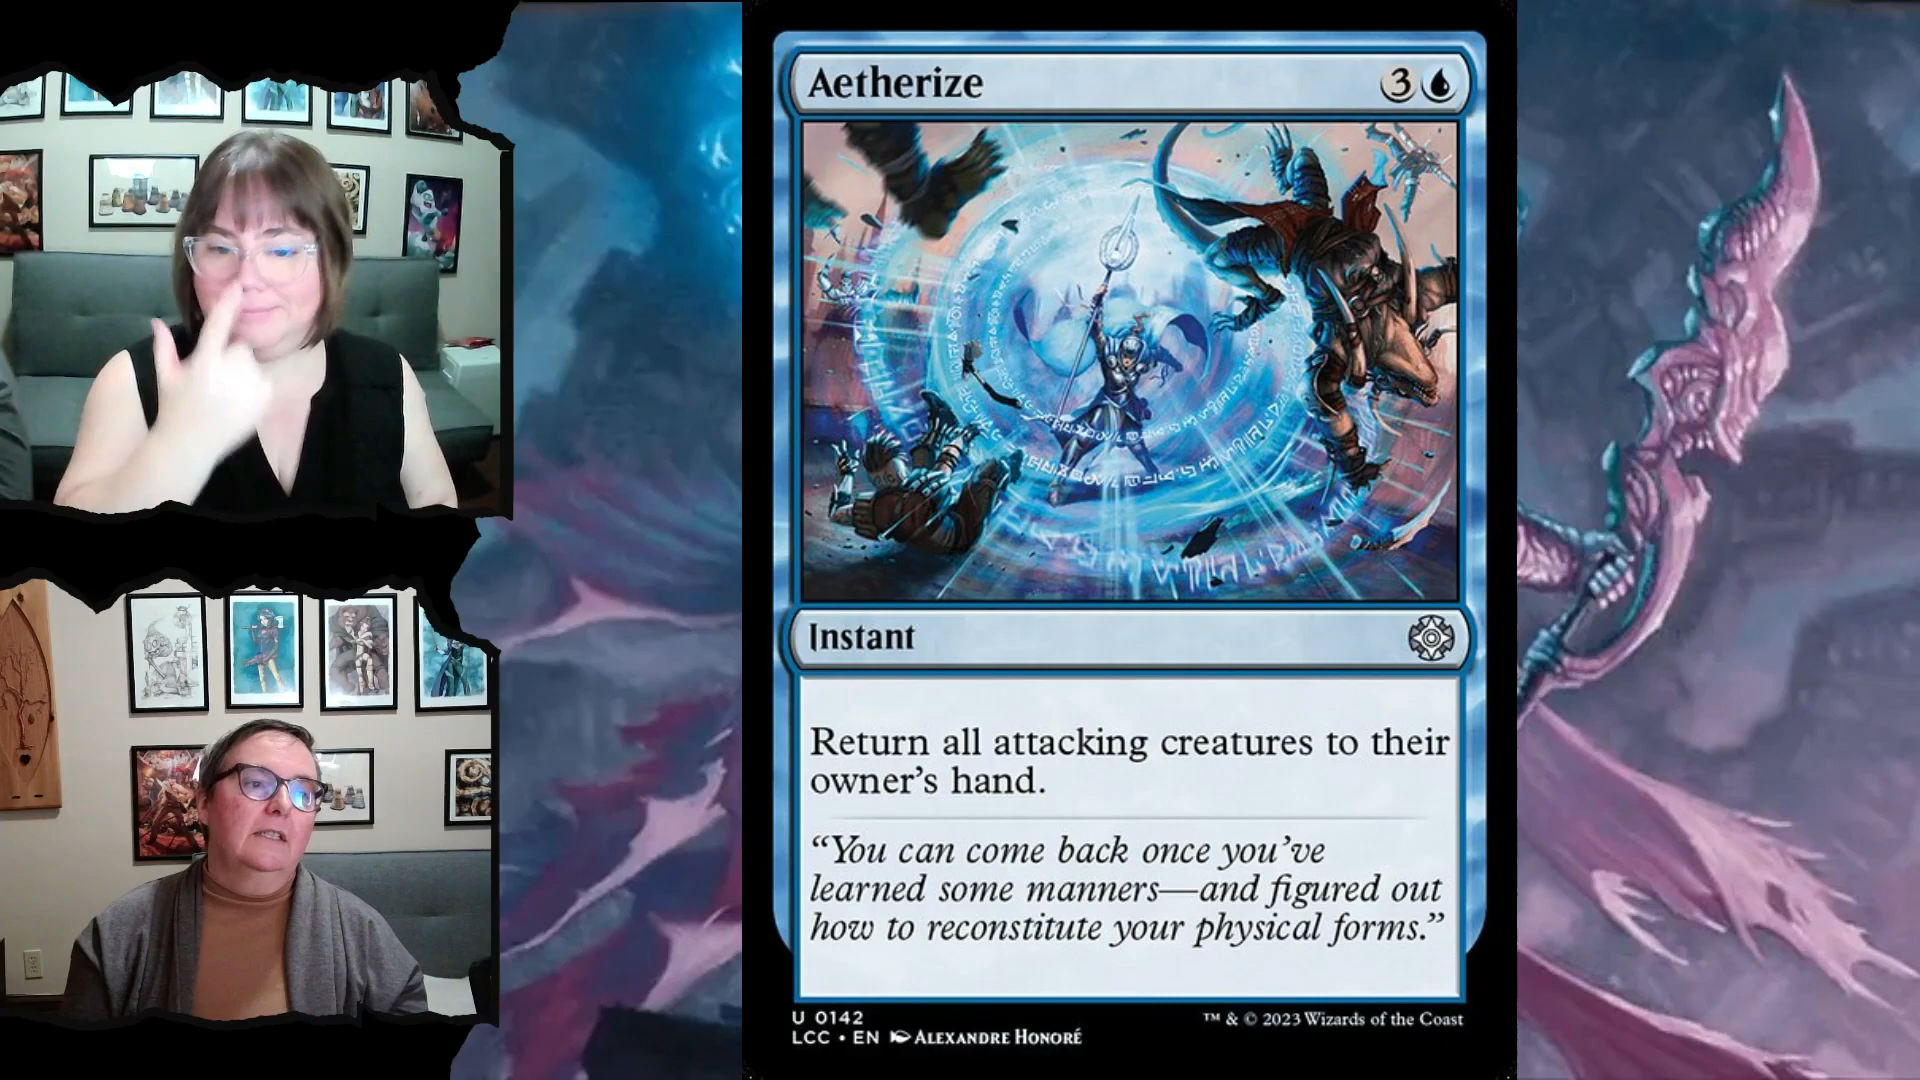 Aetherize
3
Instant
Return all attacking creatures to their
owner's hand.
“You can come back once you've
learned some manners—and figured out
how to reconstitute your physical forms.”
U 0142
LCC • EN ALEXANDRE HONORÉ
™ & © 2023 Wizards of the Coast